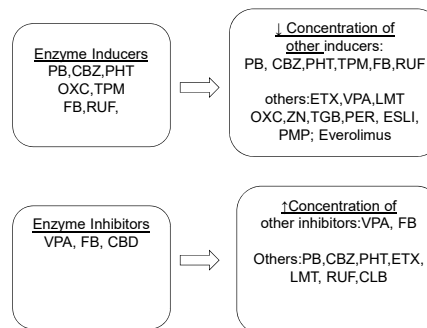 Enzyme Inducers
PB,CBZ,PHT
OXC,TPM
FB,RUF,
↓ Concentration of
other inducers:
PB, CBZ,PHT,TPM,FB,RUF
others:ETX,VPA,LMT
OXC,ZN,TGB,PER, ESLI,
PMP; Everolimus
Enzyme Inhibitors
VPA, FB, CBD
↑Concentration of
other inhibitors:VPA, FB
Others:PB,CBZ,PHT,ETX,
LMT, RUF,CLB